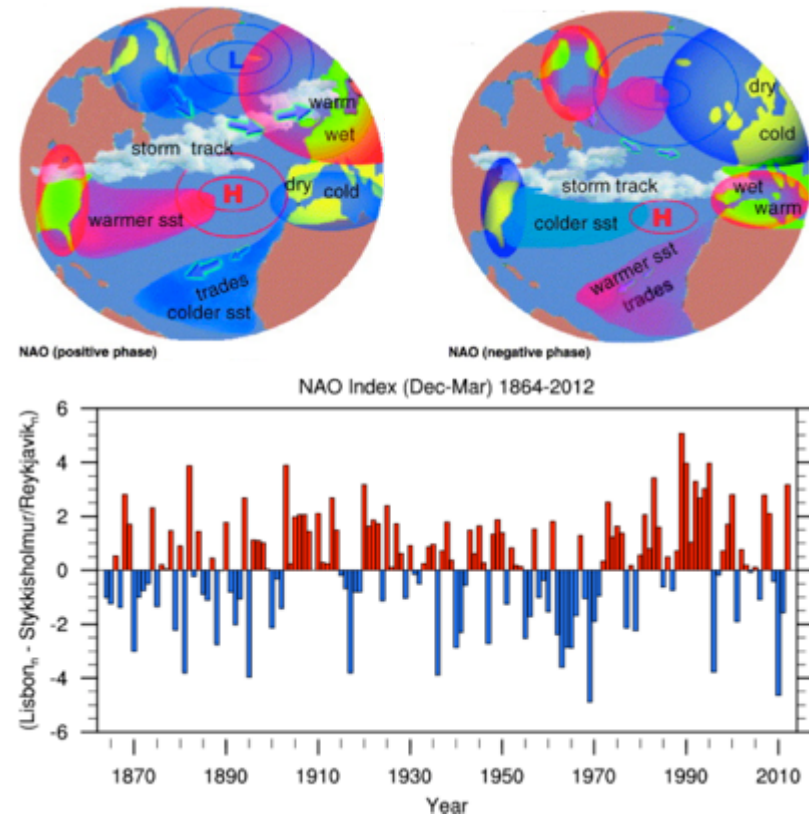 L
warm
wet
storm track
H
dry
cold
warmer sst
trades
colder sst
NAO (positive phase)
L
dry
cold
storm track
wet
warm
colder sst
H
warmer sst
trades
NAO (negative phase)
NAO Index (Dec-Mar) 1864-2012
(Lisbonₙ - Stykkisholmur/Reykjavikₙ)
6
4
2
0
-2
-4
-6
1870 1890 1910 1930 1950 1970 1990 2010
Year